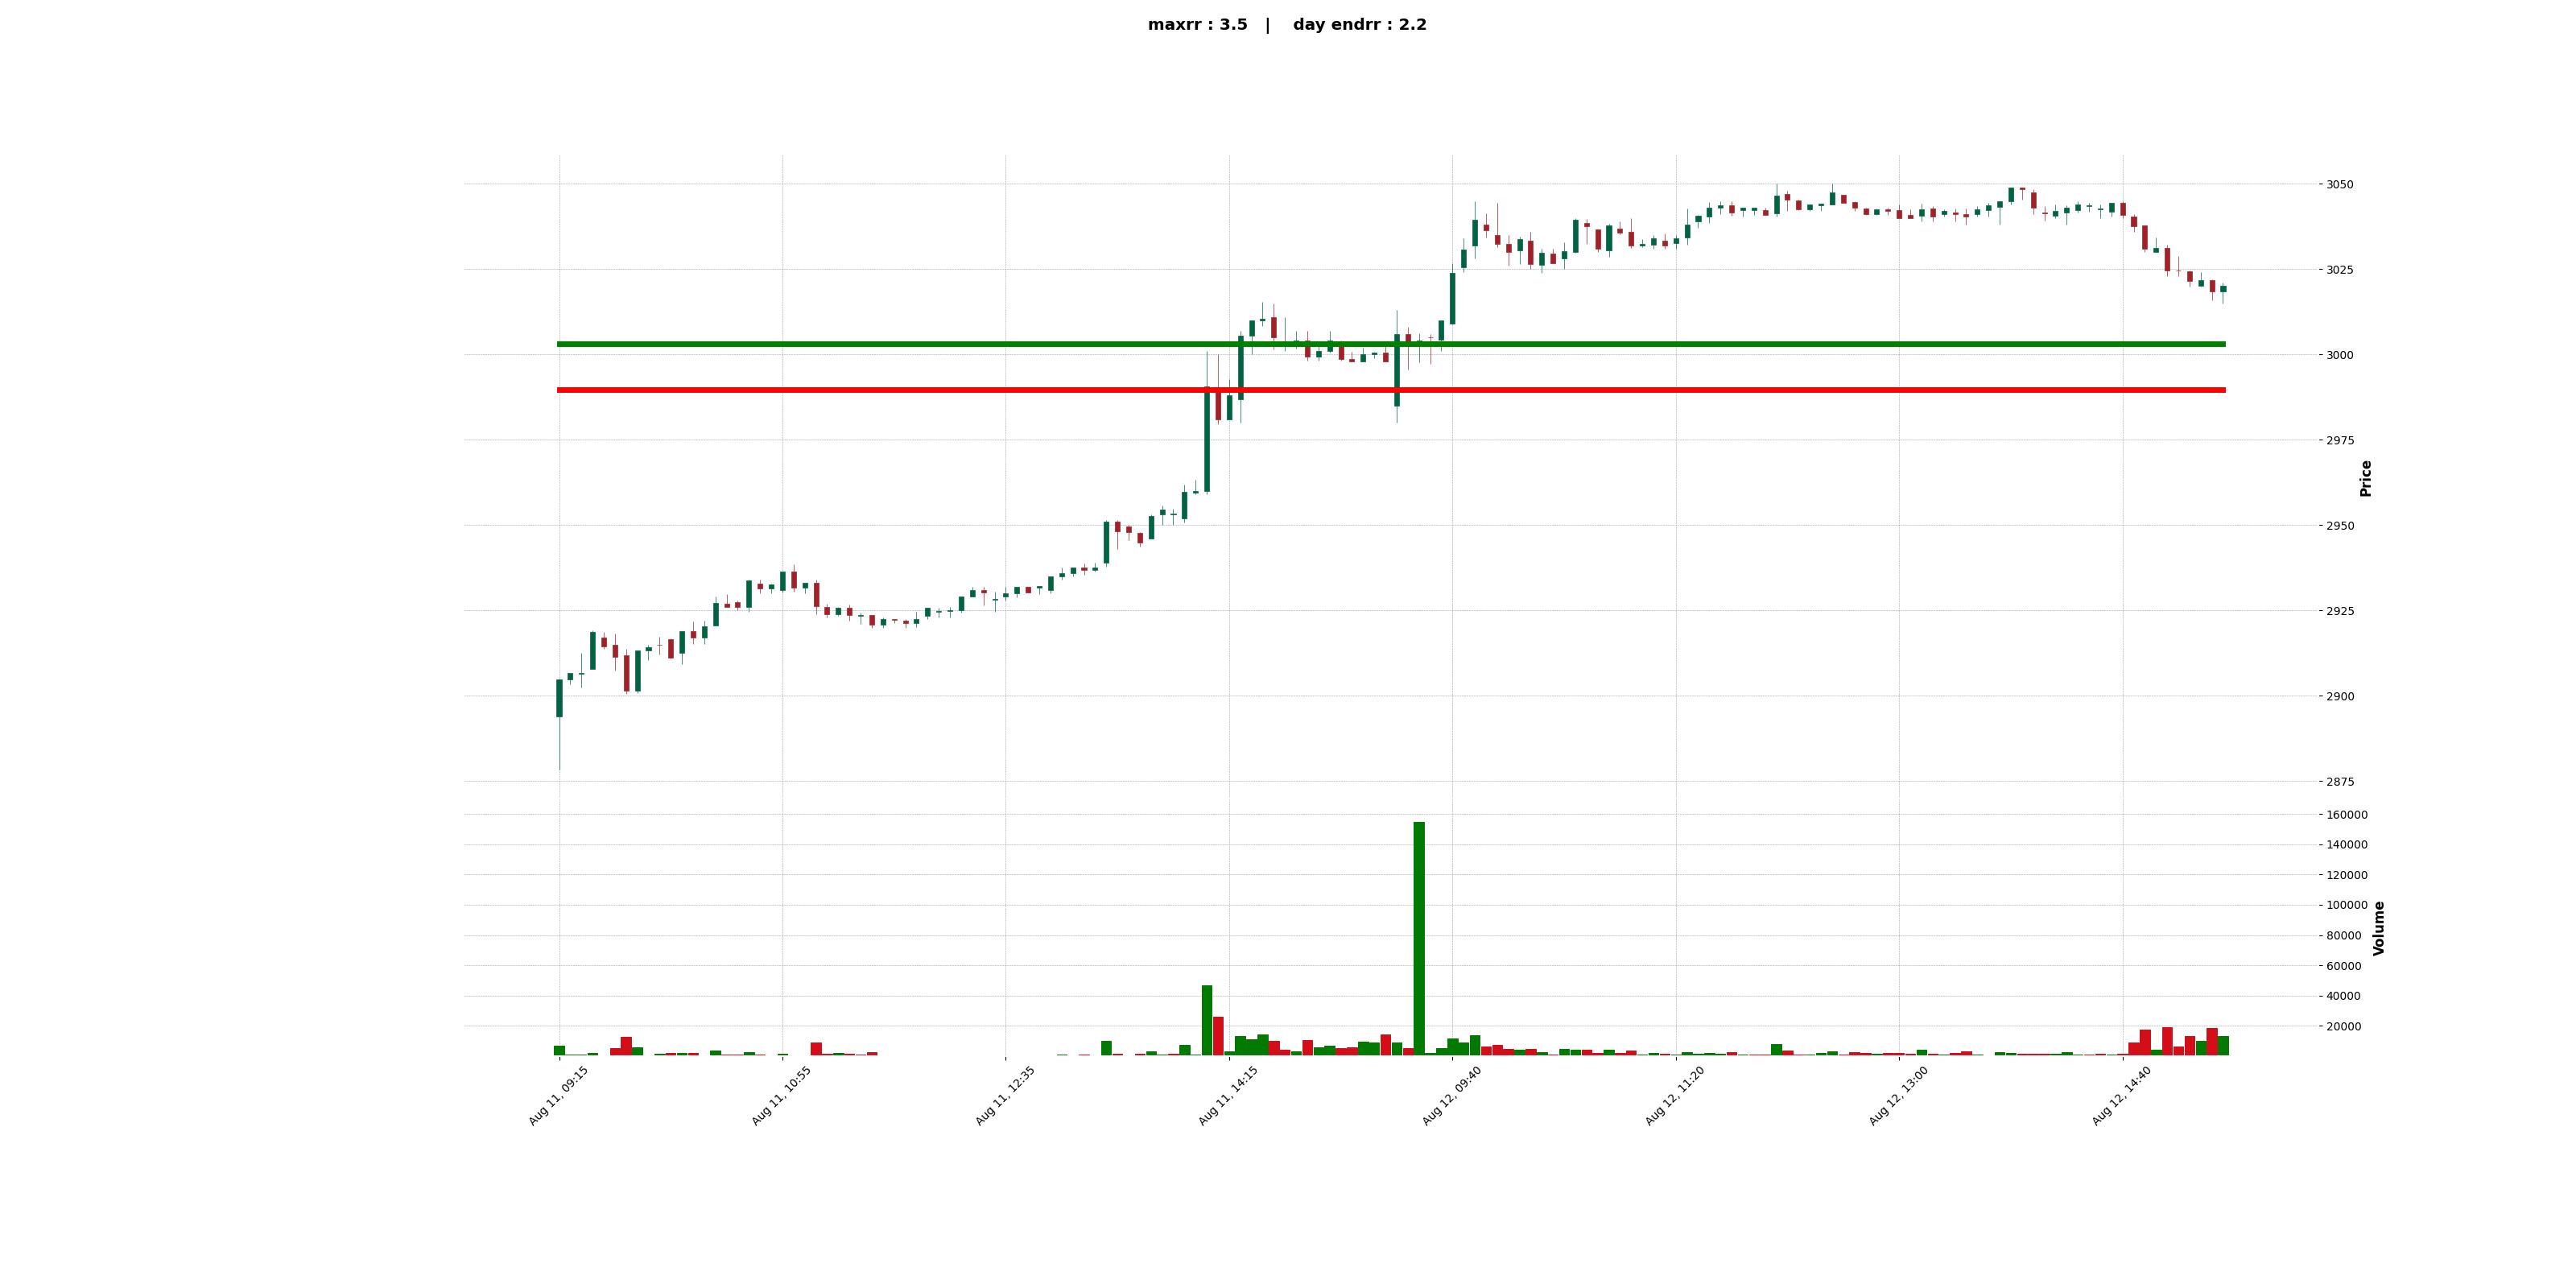 maxrr : 3.5   |    day endrr : 2.2
3050
3025
3000
2975
2950
2925
2900
2875
Price
160000
140000
120000
100000
80000
60000
40000
20000
Volume
Aug 11, 09:15
Aug 11, 10:55
Aug 11, 12:35
Aug 11, 14:15
Aug 12, 09:40
Aug 12, 11:20
Aug 12, 13:00
Aug 12, 14:40